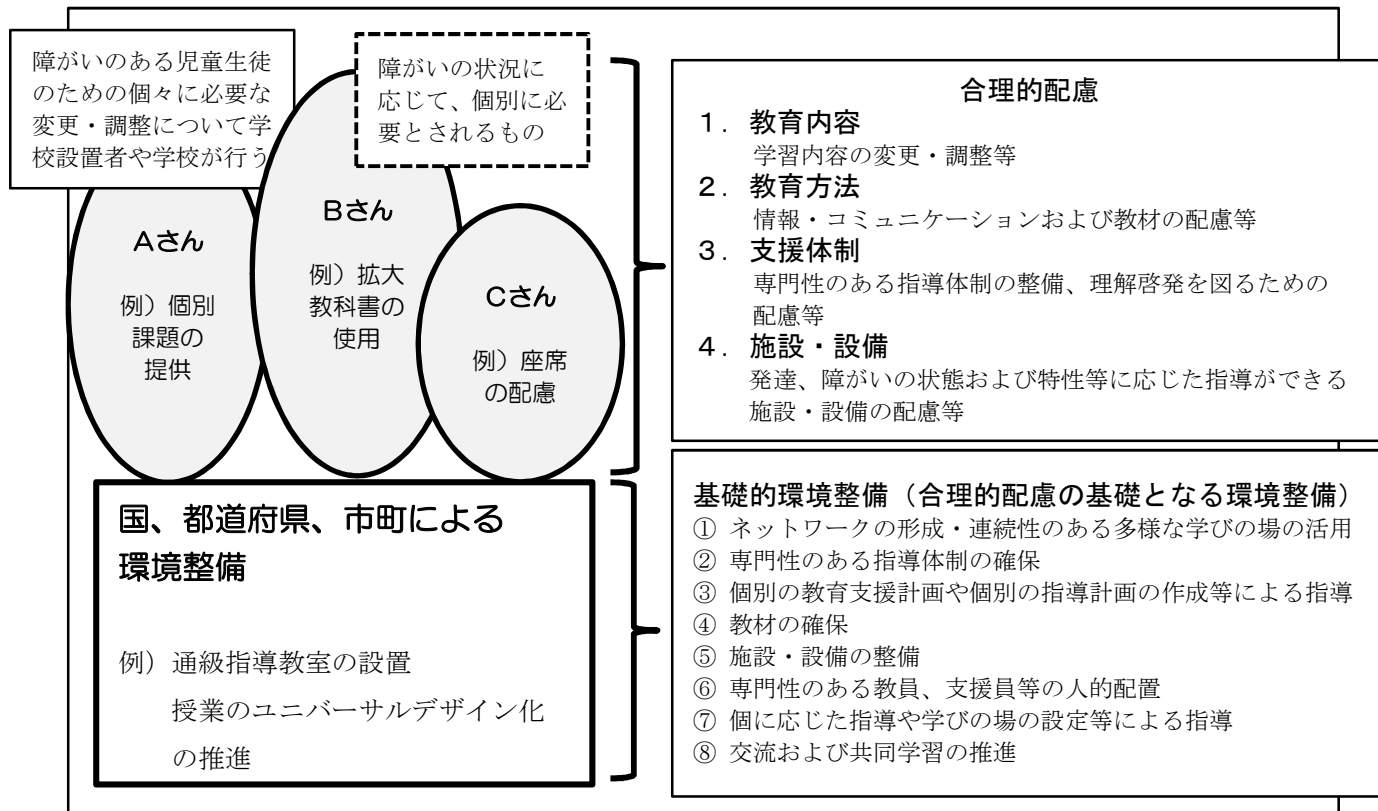 障がいのある児童生徒
のための個々に必要な
変更・調整について学
校設置者や学校が行う
障がいの状況に
応じて、個別に必
要とされるもの
Aさん
例）個別
課題の
提供
Bさん
例）拡大
教科書の
使用
Cさん
例）座席
の配慮
合理的配慮
１．教育内容
学習内容の変更・調整等
２．教育方法
情報・コミュニケーションおよび教材の配慮等
３．支援体制
専門性のある指導体制の整備、理解啓発を図るための
配慮等
４．施設・設備
発達、障がいの状態および特性等に応じた指導ができる
施設・設備の配慮等
国、都道府県、市町による
環境整備
例）通級指導教室の設置
授業のユニバーサルデザイン化
の推進
基礎的環境整備（合理的配慮の基礎となる環境整備）
① ネットワークの形成・連続性のある多様な学びの場の活用
② 専門性のある指導体制の確保
③ 個別の教育支援計画や個別の指導計画の作成等による指導
④ 教材の確保
⑤ 施設・設備の整備
⑥ 専門性のある教員、支援員等の人的配置
⑦ 個に応じた指導や学びの場の設定等による指導
⑧ 交流および共同学習の推進